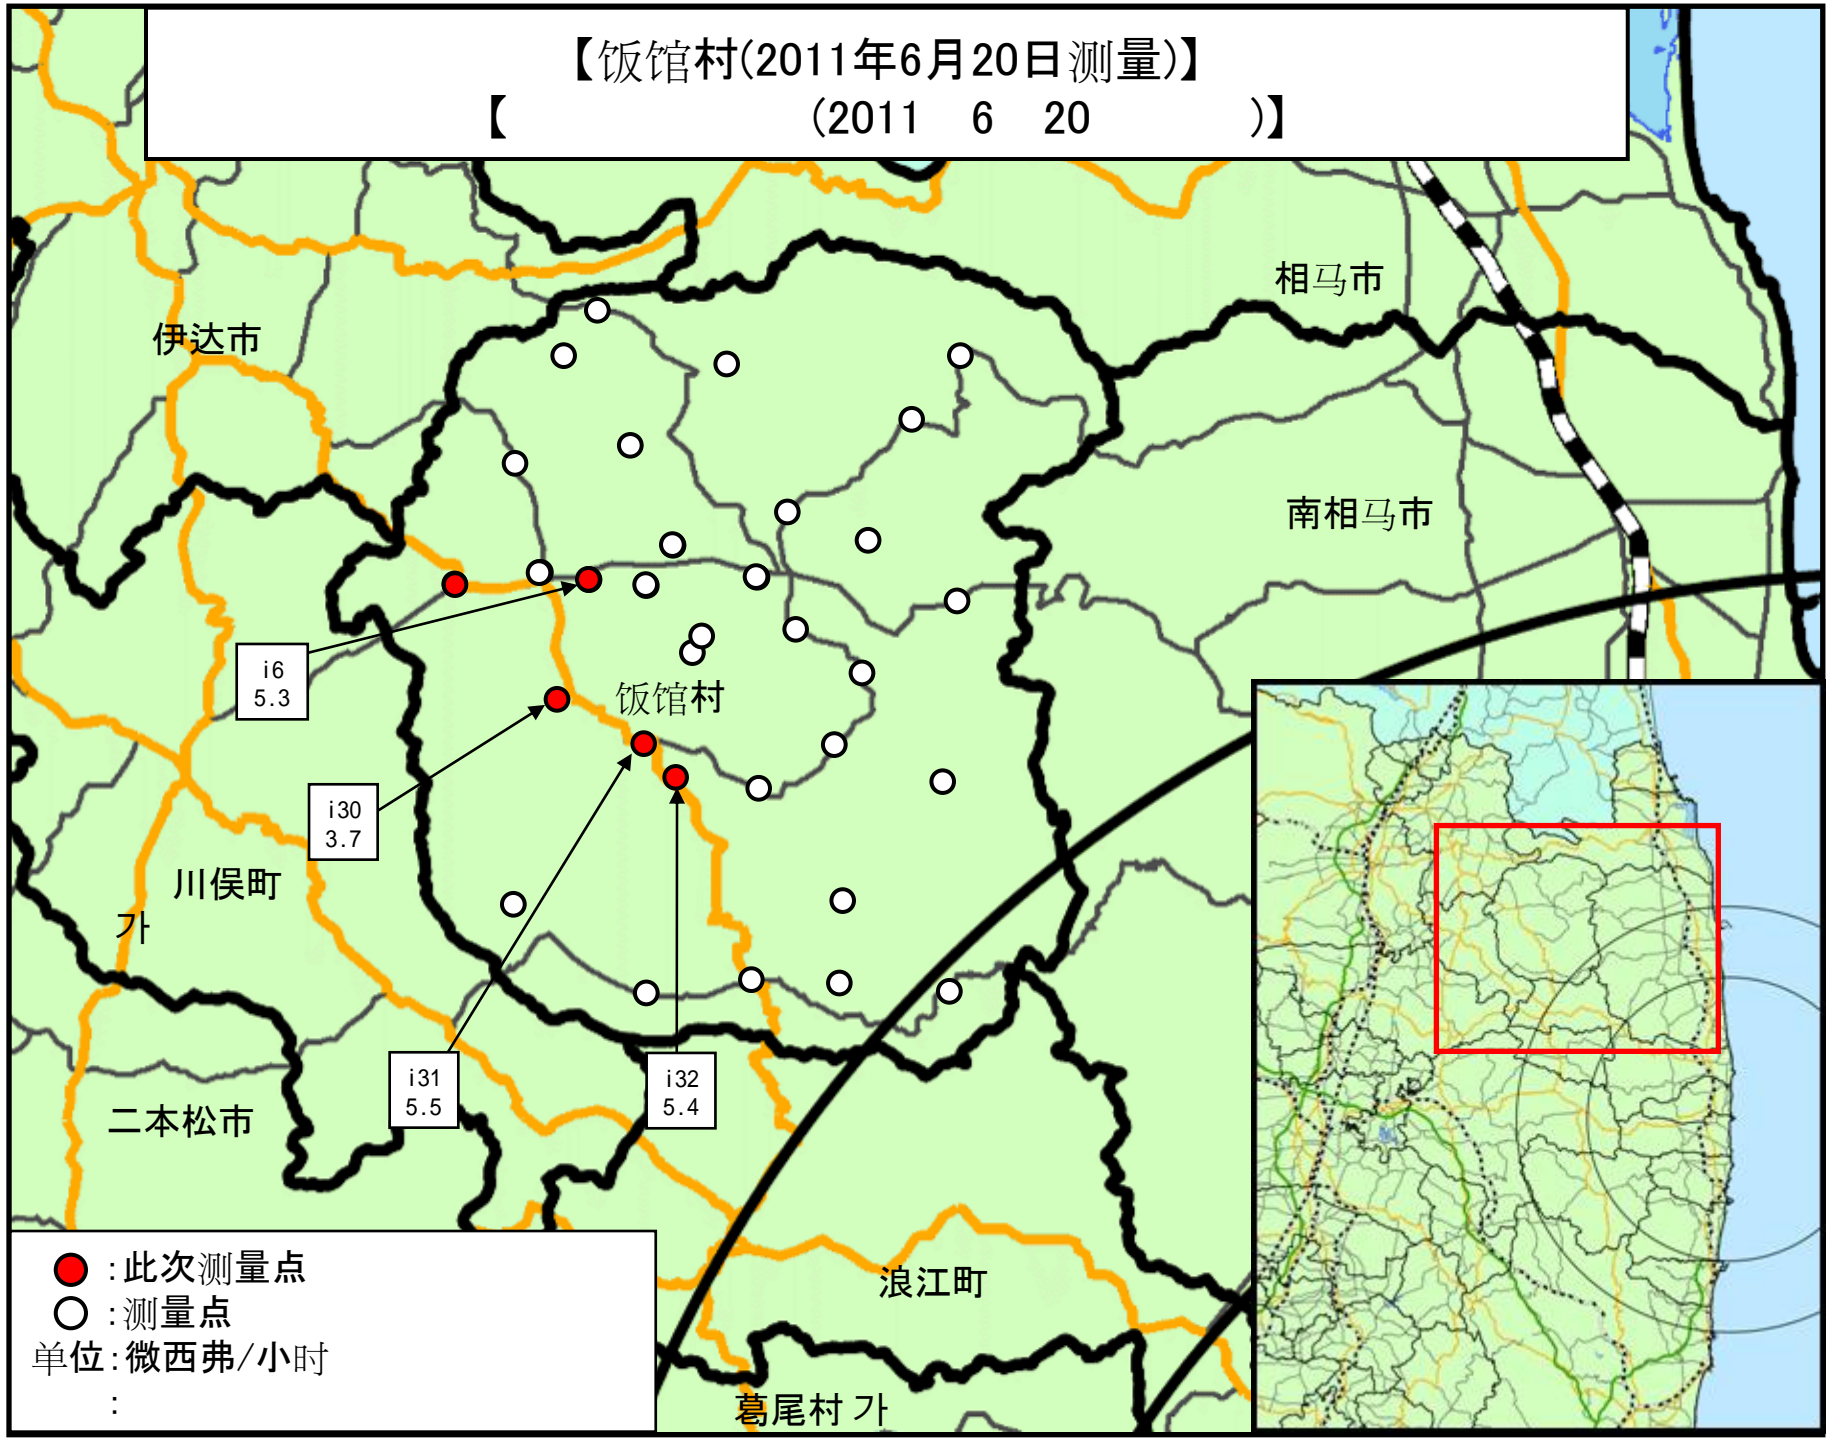 【饭馆村(2011年6月20日测量)】
【 (2011 6 20 )】
相马市
伊达市
南相马市
i6
5.3
饭馆村
i30
3.7
川俣町
가
i31
5.5
i32
5.4
二本松市
:此次测量点
:测量点
单位:微西弗/小时
:
浪江町
葛尾村 가